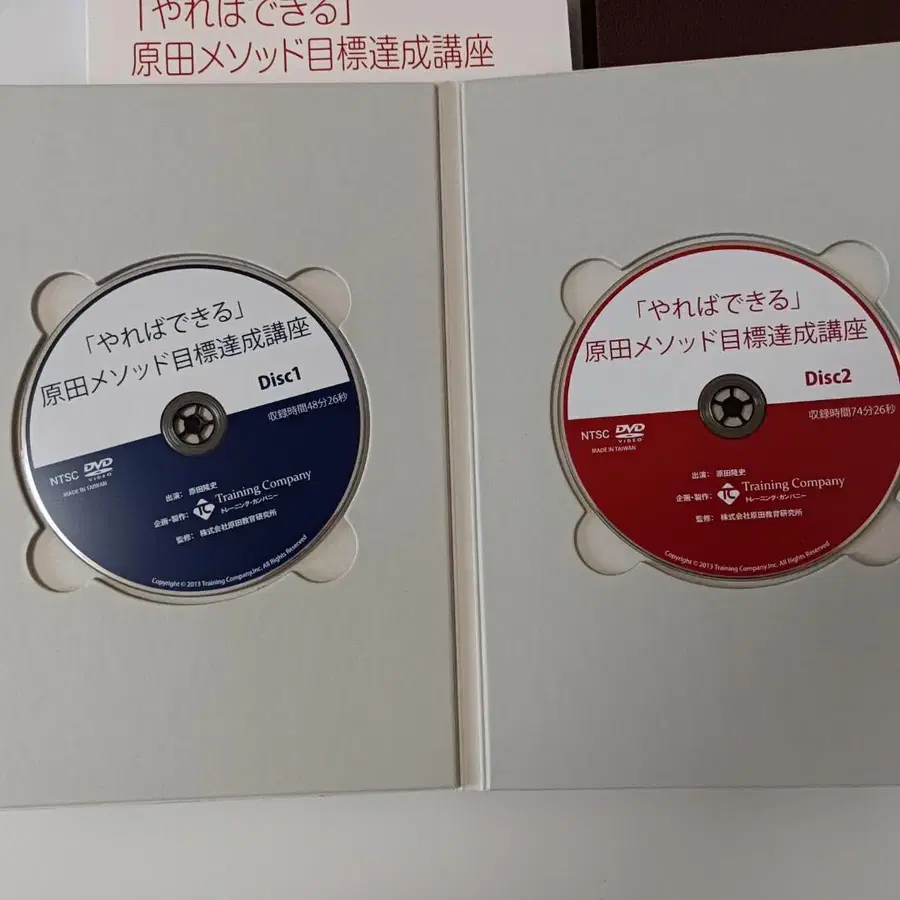 「やればできる」
原田メソッド目標達成講座
「やればできる」
原田メソッド目標達成講座
Disc1
収録時間48分26秒
NTSC DVD VIDEO
MADE IN TAIWAN
出演: 原田隆史
企画・製作: TC Training Company
トレーニング・カンパニー
監修: 株式会社原田教育研究所
Copyright © 2013 Training Company.Inc. All Rights Reserved
「やればできる」
原田メソッド目標達成講座
Disc2
収録時間74分26秒
NTSC DVD VIDEO
MADE IN TAIWAN
出演: 原田隆史
企画・製作: TC Training Company
トレーニング・カンパニー
監修: 株式会社原田教育研究所
Copyright © 2013 Training Company.Inc. All Rights Reserved